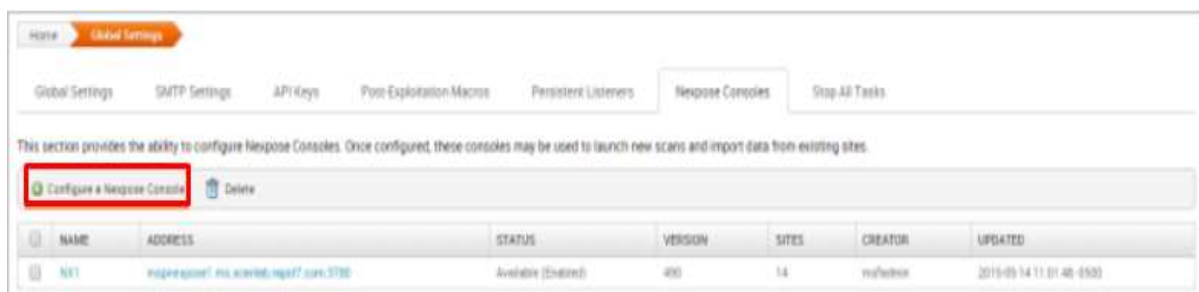 Home Global Settings
Global Settings SMTP Settings API Keys Post-Exploitation Macros Persistent Listeners Nexpose Consoles Stop All Tasks
This section provides the ability to configure Nexpose Consoles. Once configured, these consoles may be used to launch new scans and import data from existing sites.
Configure a Nexpose Console Delete
NAME ADDRESS STATUS VERSION SITES CREATOR UPDATED
NX1 Available (Enabled) 490 14 msfadmin